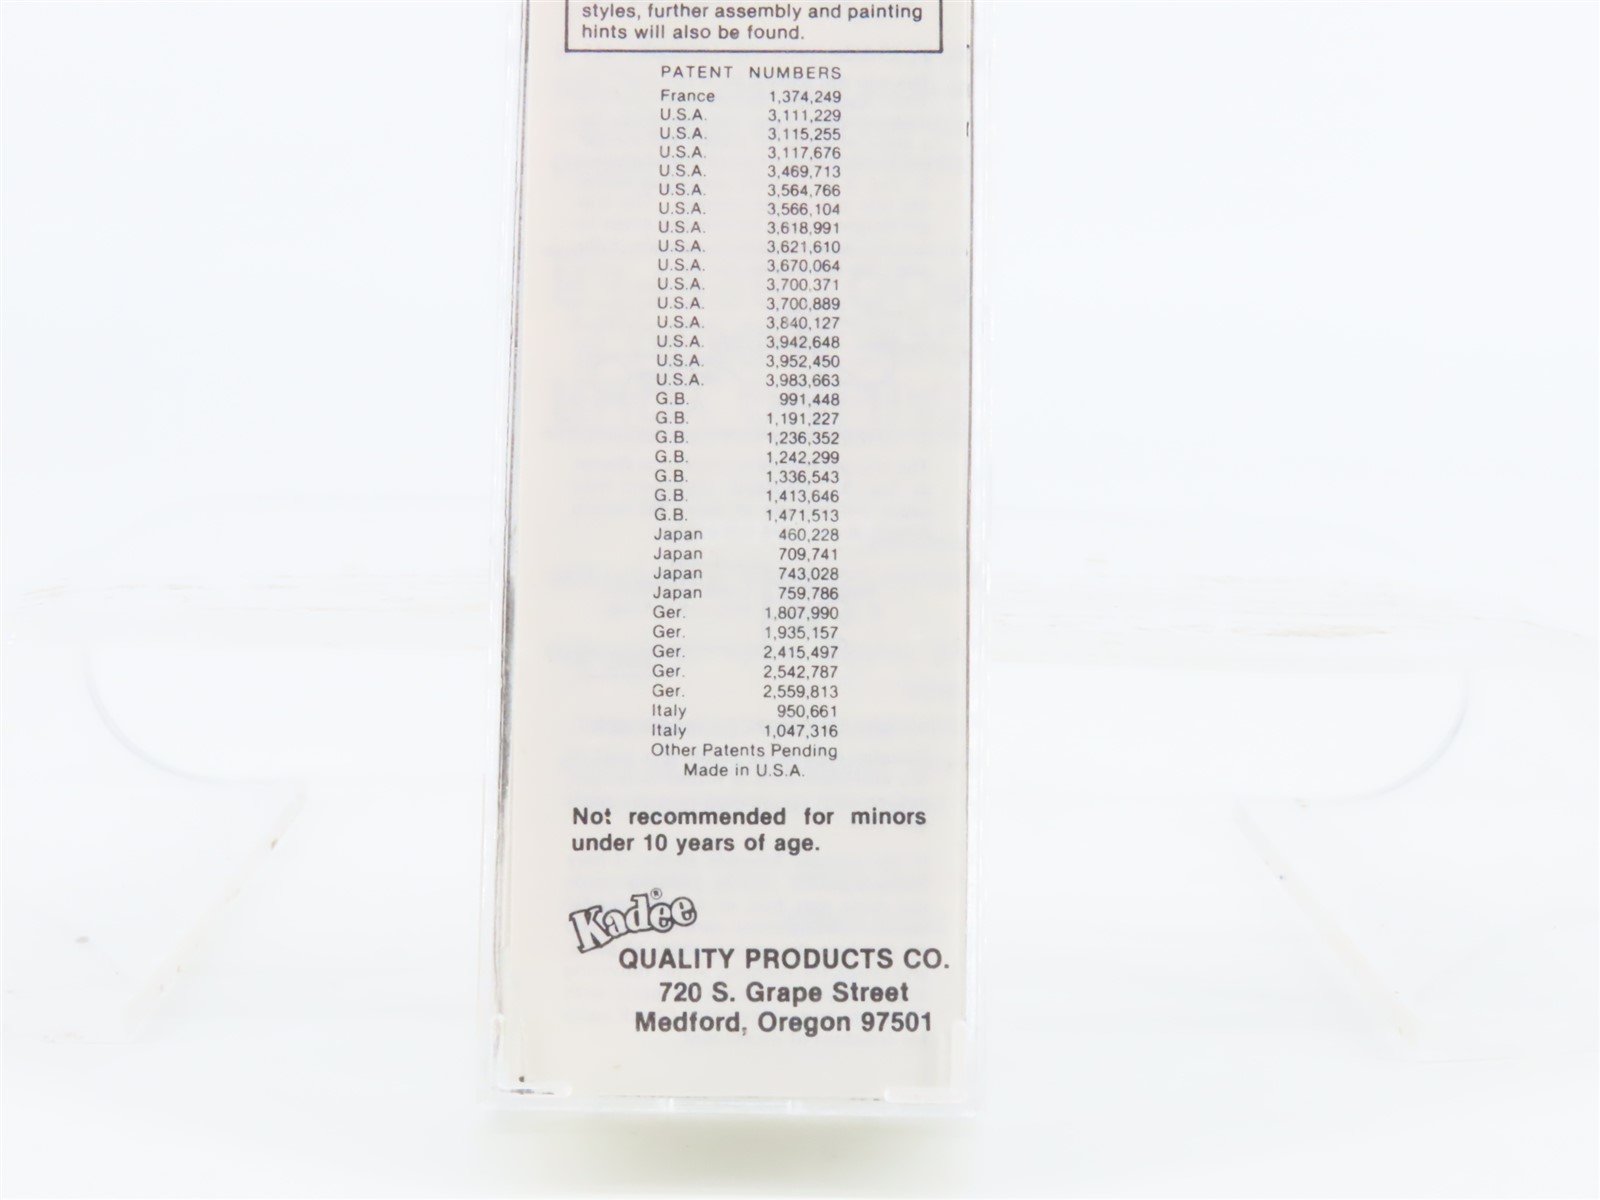 styles, further assembly and painting
hints will also be found.
PATENT NUMBERS
France 1,374,249
U.S.A. 3,111,229
U.S.A. 3,115,255
U.S.A. 3,117,676
U.S.A. 3,469,713
U.S.A. 3,564,766
U.S.A. 3,566,104
U.S.A. 3,618,991
U.S.A. 3,621,610
U.S.A. 3,670,064
U.S.A. 3,700,371
U.S.A. 3,700,889
U.S.A. 3,840,127
U.S.A. 3,942,648
U.S.A. 3,952,450
U.S.A. 3,983,663
G.B. 991,448
G.B. 1,191,227
G.B. 1,236,352
G.B. 1,242,299
G.B. 1,336,543
G.B. 1,413,646
G.B. 1,471,513
Japan 460,228
Japan 709,741
Japan 743,028
Japan 759,786
Ger. 1,807,990
Ger. 1,935,157
Ger. 2,415,497
Ger. 2,542,787
Ger. 2,559,813
Italy 950,661
Italy 1,047,316
Other Patents Pending
Made in U.S.A.
Not recommended for minors
under 10 years of age.
Kadee®
QUALITY PRODUCTS CO.
720 S. Grape Street
Medford, Oregon 97501